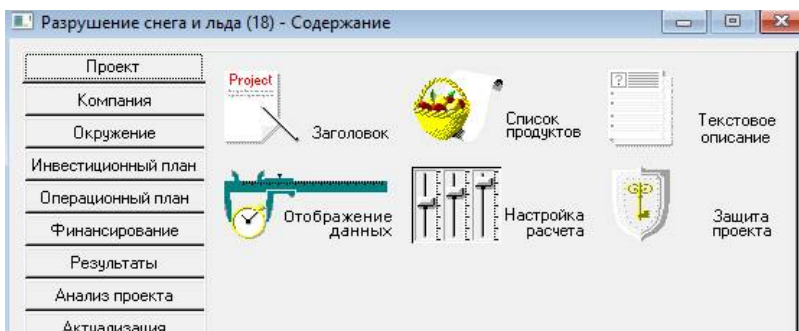 Разрушение снега и льда (18) - Содержание
Проект
Компания
Окружение
Инвестиционный план
Операционный план
Финансирование
Результаты
Анализ проекта
Актуализация
Project
Заголовок
Список
продуктов
Текстовое
описание
Отображение
данных
Настройка
расчета
Защита
проекта